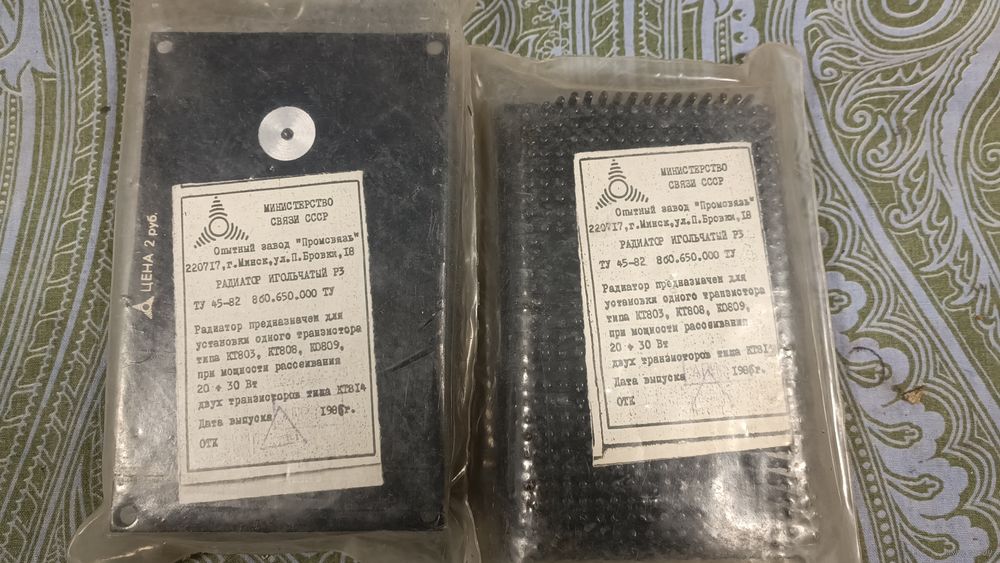 ЦЕНА 2 руб.
МИНИСТЕРСТВО
СВЯЗИ СССР
Опытный завод "Промсвязь"
220717,г.Минск,ул.П.Бровки,18
РАДИАТОР ИГОЛЬЧАТЫЙ Р3
ТУ 45-82 8б0.650.000 ТУ
Радиатор предназначен для
установки одного транзистора
типа КТ803, КТ808, КD809,
при мощности рассеивания
20 ÷ 30 Вт
двух транзисторов типа КТ814
Дата выпуска 1986г.
ОТК
МИНИСТЕРСТВО
СВЯЗИ СССР
Опытный завод "Промсвязь"
220717,г.Минск,ул.П.Бровки,18
РАДИАТОР ИГОЛЬЧАТЫЙ Р3
ТУ 45-82 8б0.650.000 ТУ
Радиатор предназначен для
установки одного транзистора
типа КТ803, КТ808, КD809,
при мощности рассеивания
20 ÷ 30 Вт
двух транзисторов типа
Дата выпуска 1986г.
ОТК